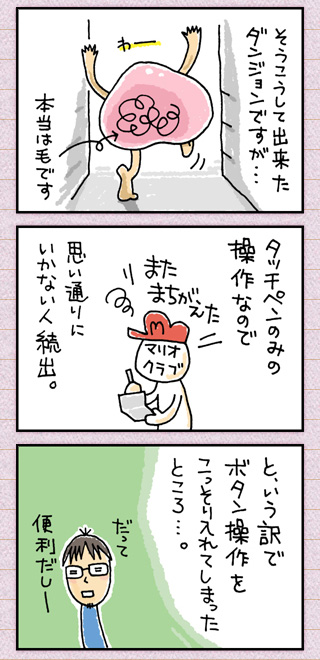 そうこうして出来た
ダンジョンですが…
わー
本当は毛です
タッチペンのみの
操作なので
また
まちがえた
M
マリオ
クラブ
思い通りに
いかない人続出。
と、いう訳で
ボタン操作を
こっそり入れてしまった
ところ…。
だって
便利だしー